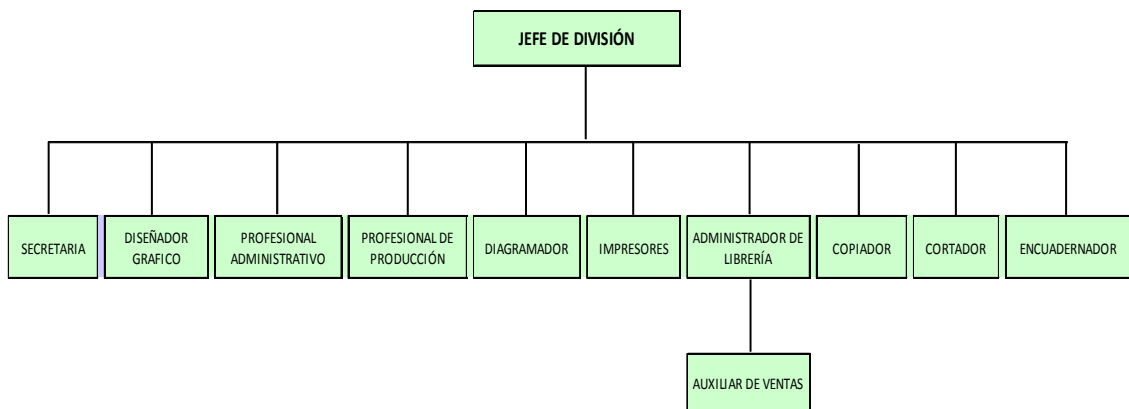 JEFE DE DIVISIÓN
SECRETARIA
DISEÑADOR
GRAFICO
PROFESIONAL
ADMINISTRATIVO
PROFESIONAL DE
PRODUCCIÓN
DIAGRAMADOR
IMPRESORES
ADMINISTRADOR DE
LIBRERÍA
COPIADOR
CORTADOR
ENCUADERNADOR
AUXILIAR DE VENTAS